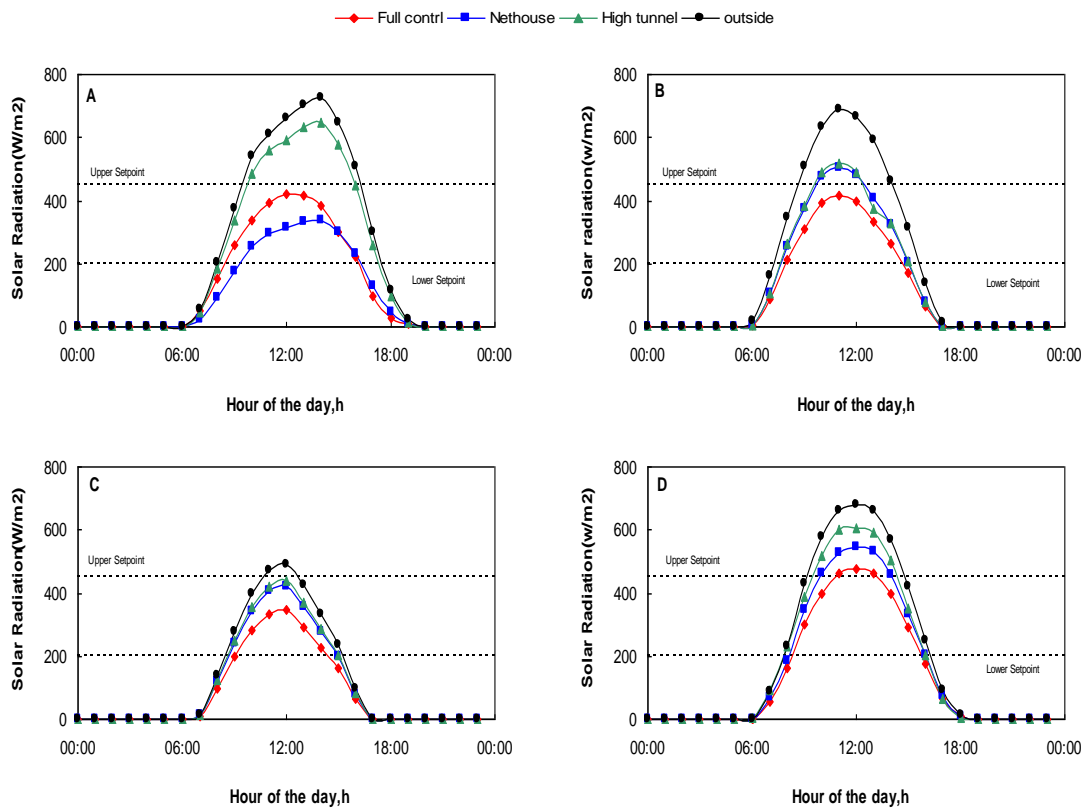 Full contrl Nethouse High tunnel outside
A
Solar Radiation(W/m2)
800
600
400
200
0
Upper Setpoint
Lower Setpoint
00:00 06:00 12:00 18:00 00:00
Hour of the day,h
B
Solar radiation(w/m2)
800
600
400
200
0
Upper Setpoint
Lower Setpoint
00:00 06:00 12:00 18:00 00:00
Hour of the day,h
C
Solar Radiation(W/m2)
800
600
400
200
0
Upper Setpoint
00:00 06:00 12:00 18:00 00:00
Hour of the day,h
D
Solar Radiation(w/m2)
800
600
400
200
0
Upper Setpoint
Lower Setpoint
00:00 06:00 12:00 18:00 00:00
Hour of the day,h